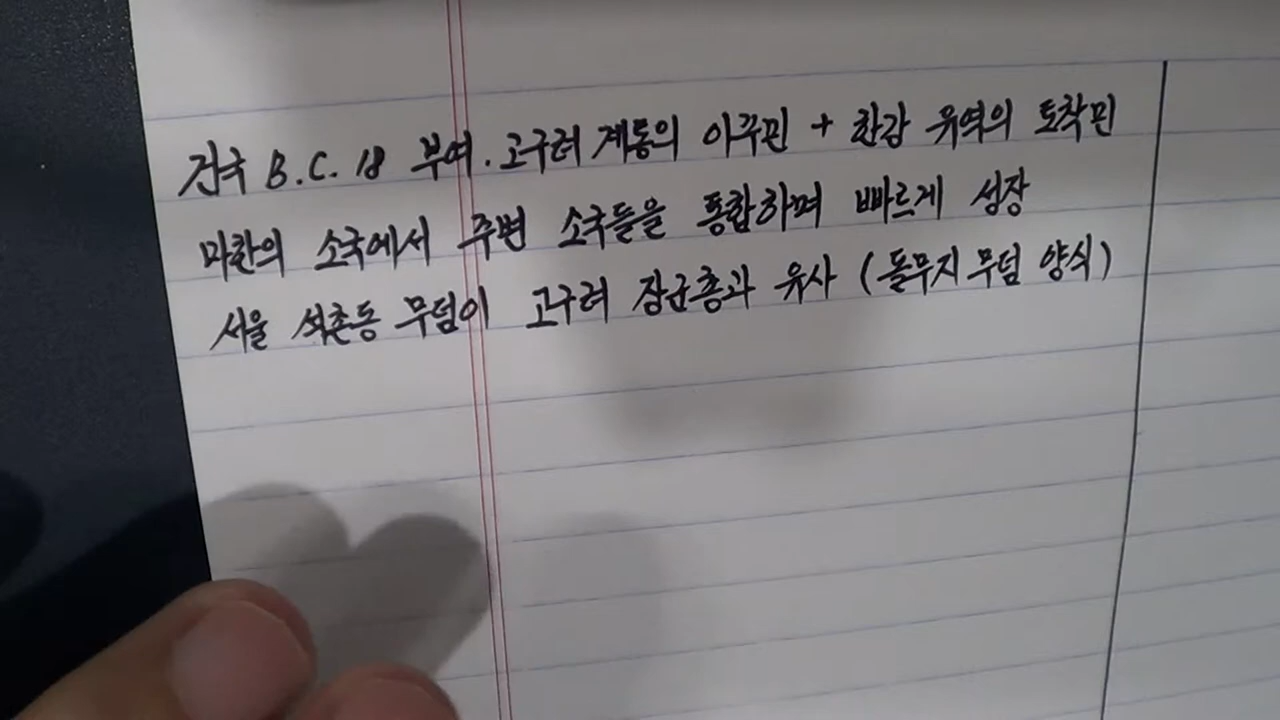 건국 B.C. 18 부여.고구려 계통의 이주민 + 한강 유역의 토착민
마한의 소국에서 주변 소국들을 통합하며 빠르게 성장
서울 석촌동 무덤이 고구려 장군총과 유사 (돌무지 무덤 양식)